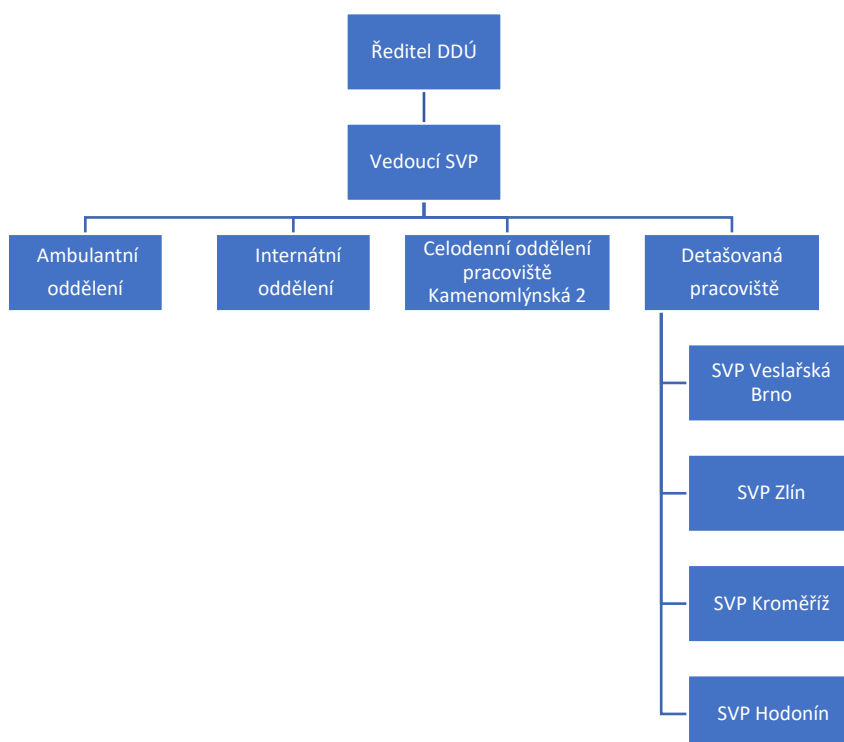 Ředitel DDÚ
Vedoucí SVP
Ambulantní
oddělení
Internátní
oddělení
Celodenní oddělení
pracoviště
Kamenomlýnská 2
Detašovaná
pracoviště
SVP Veslařská
Brno
SVP Zlín
SVP Kroměříž
SVP Hodonín